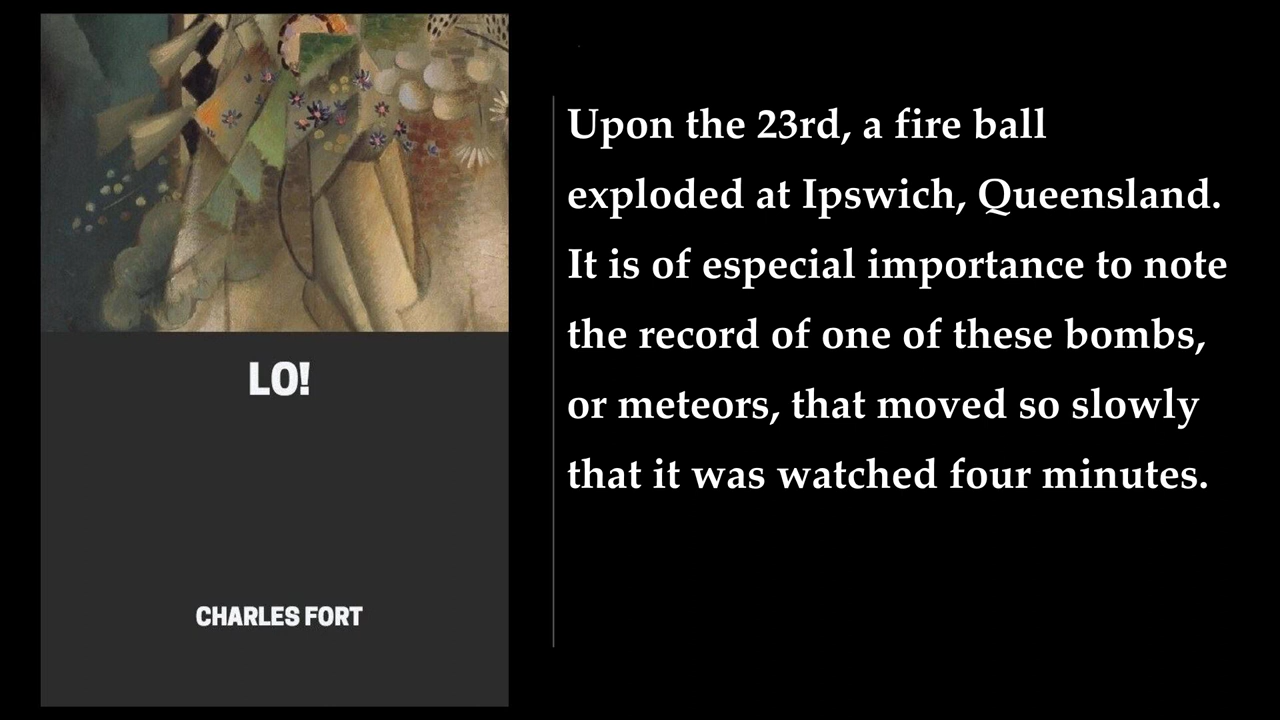 LO!
CHARLES FORT
Upon the 23rd, a fire ball
exploded at Ipswich, Queensland.
It is of especial importance to note
the record of one of these bombs,
or meteors, that moved so slowly
that it was watched four minutes.